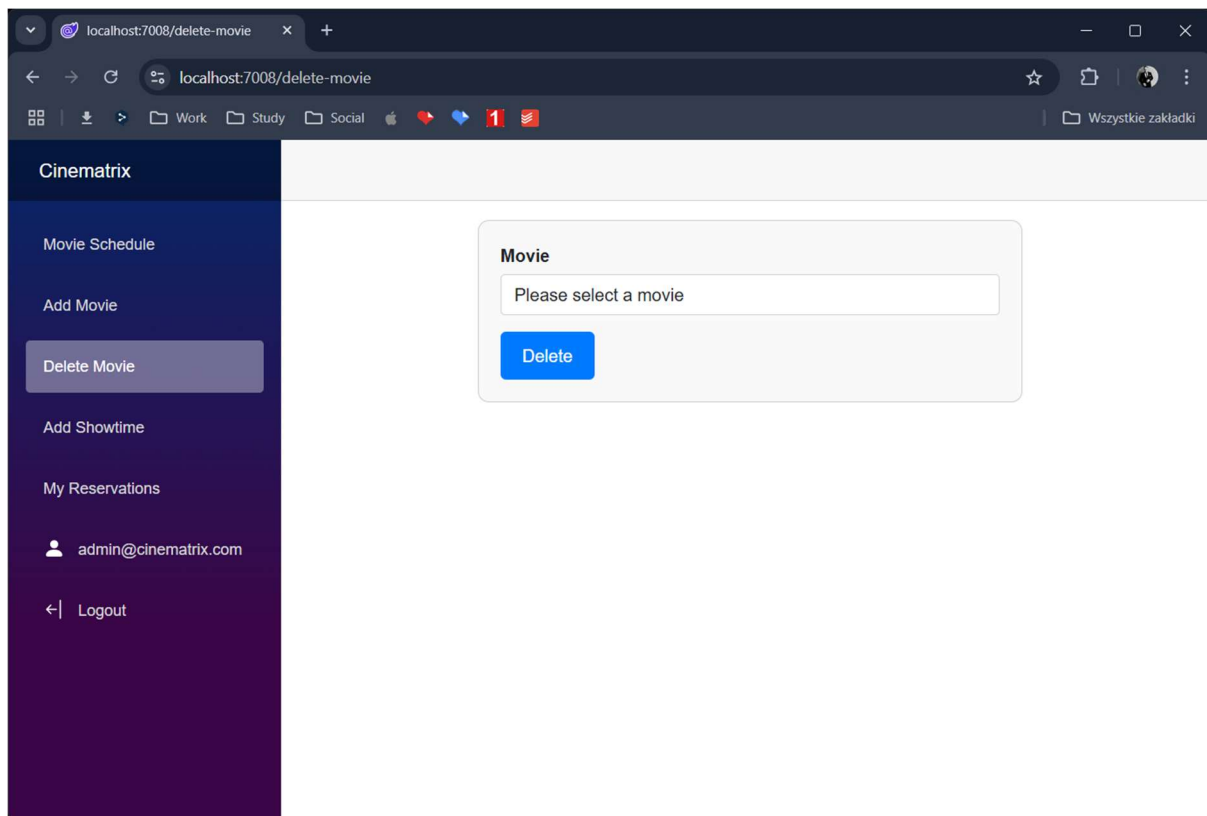 localhost:7008/delete-movie
localhost:7008/delete-movie
Work Study Social 1 Wszystkie zakładki
Cinematrix
Movie Schedule
Add Movie
Delete Movie
Add Showtime
My Reservations
admin@cinematrix.com
Logout
Movie
Please select a movie
Delete